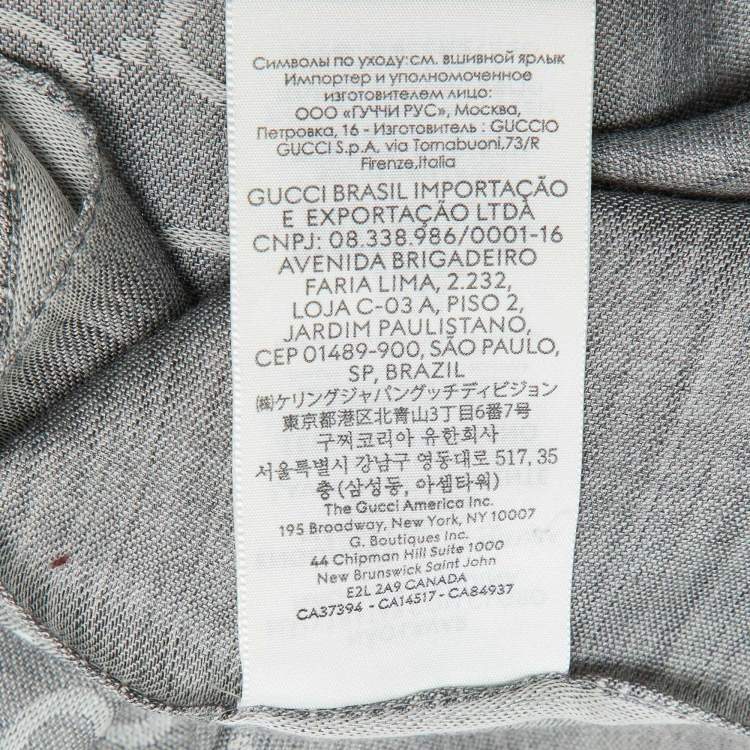 Символы по уходу: см. вшивной ярлык
Импортер и уполномоченное
изготовителем лицо:
ООО «ГУЧЧИ РУС», Москва,
Петровка, 16 - Изготовитель : GUCCIO
GUCCI S.p.A. via Tornabuoni,73/R
Firenze,Italia
GUCCI BRASIL IMPORTAÇÃO
E EXPORTAÇÃO LTDA
CNPJ: 08.338.986/0001-16
AVENIDA BRIGADEIRO
FARIA LIMA, 2.232,
LOJA C-03 A, PISO 2,
JARDIM PAULISTANO,
CEP 01489-900, SÃO PAULO,
SP, BRAZIL
㈱ケリングジャパングッチディビジョン
東京都港区北青山3丁目6番7号
구찌코리아 유한회사
서울특별시 강남구 영동대로 517, 35
층 (삼성동, 아셈타워)
The Gucci America Inc.
195 Broadway, New York, NY 10007
G. Boutiques Inc.
44 Chipman Hill Suite 1000
New Brunswick Saint John
E2L 2A9 CANADA
CA37394 - CA14517 - CA84937